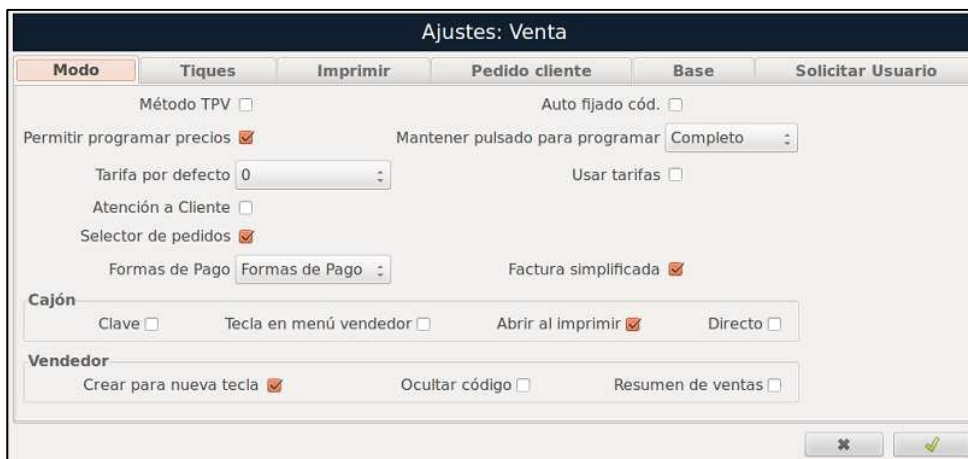 Ajustes: Venta
Modo Tiques Imprimir Pedido cliente Base Solicitar Usuario
Método TPV Auto fijado cód.
Permitir programar precios Mantener pulsado para programar Completo
Tarifa por defecto 0 Usar tarifas
Atención a Cliente
Selector de pedidos
Formas de Pago Formas de Pago Factura simplificada
Cajón
Clave Tecla en menú vendedor Abrir al imprimir Directo
Vendedor
Crear para nueva tecla Ocultar código Resumen de ventas